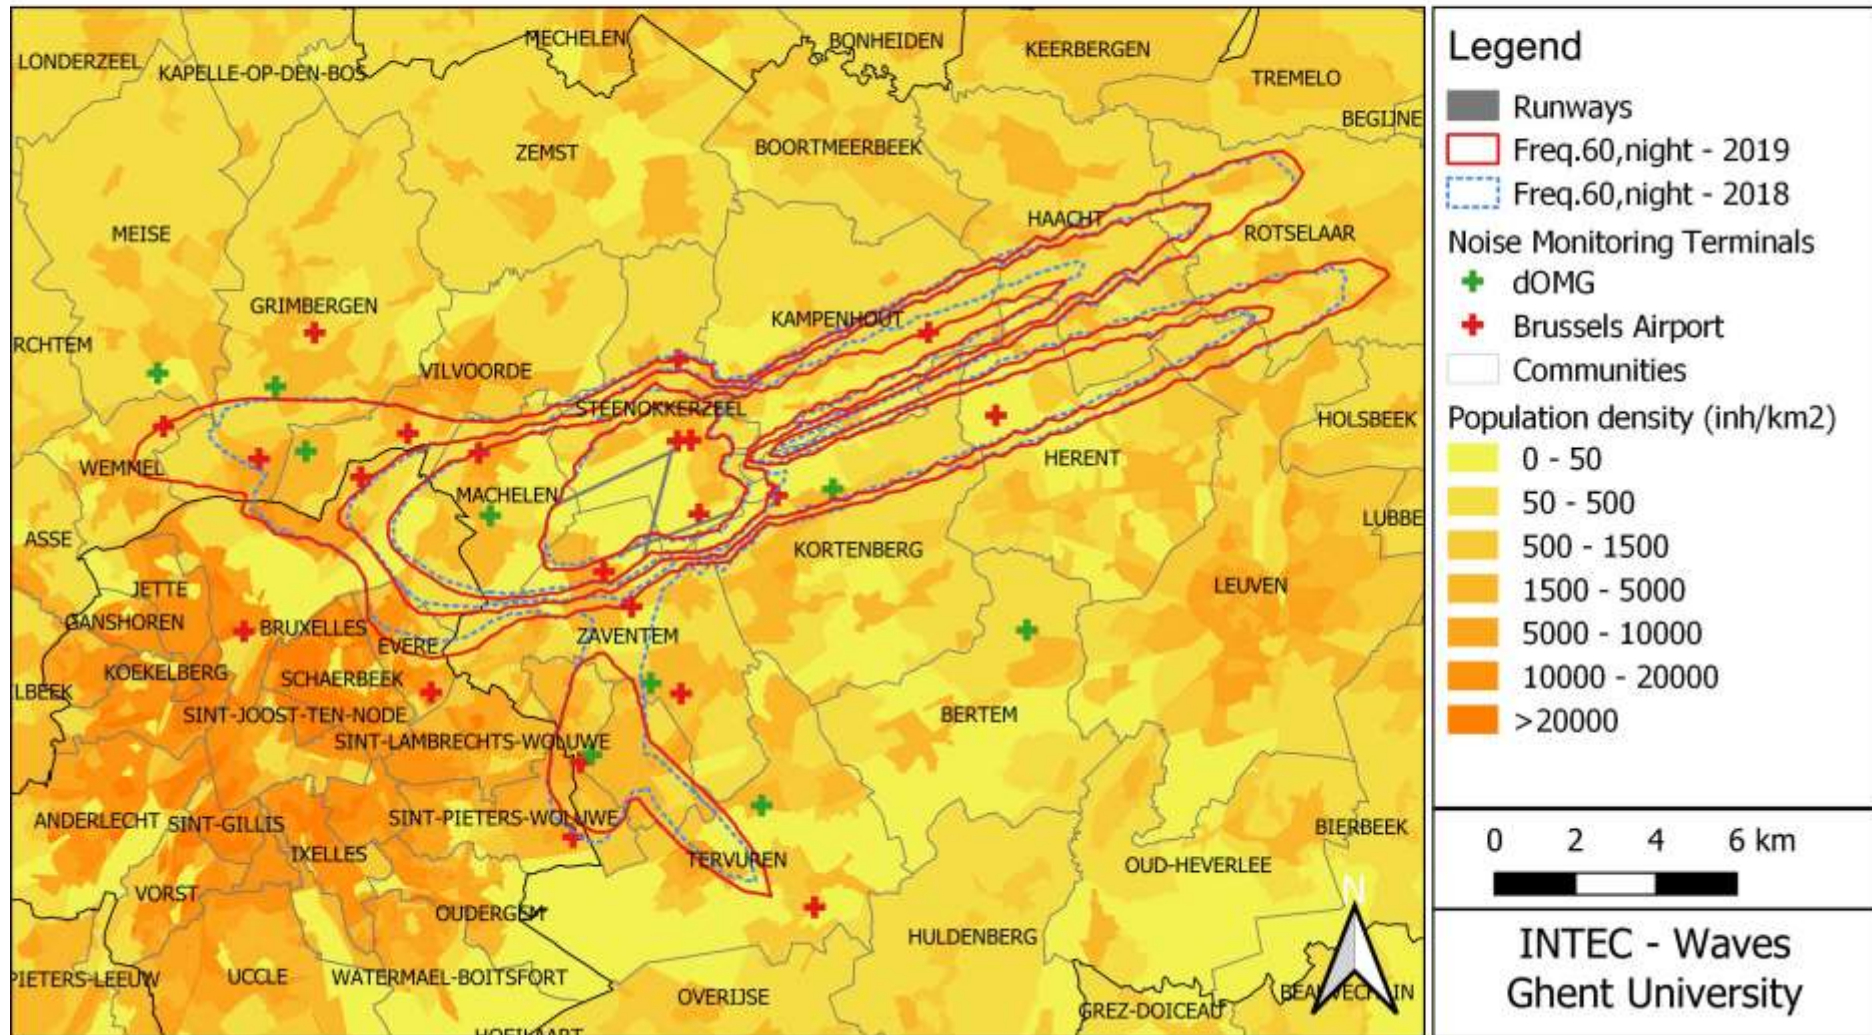 MECHELEN
BONHEIDEN
KEERBERGEN
LONDERZEEL
KAPELLE-OP-DEN-BOS
TREMELO
BEGIJNE
ZEMST
BOORTMEERBEEK
MEISE
HAACHT
ROTSELAAR
GRIMBERGEN
KAMPENHOUT
RCHTEM
VILVOORDE
STEENOKKERZEEL
HOLSBEEK
WEMMEL
HERENT
MACHELEN
LUBBE
ASSE
KORTENBERG
JETTE
LEUVEN
GANSHOREN
BRUXELLES
ZAVENTEM
EVERE
KOEKELBERG
SCHAERBEEK
LBEEK
SINT-JOOST-TEN-NODE
BERTEM
SINT-LAMBRECHTS-WOLUWE
ANDERLECHT
SINT-GILLIS
SINT-PIETERS-WOLUWE
BIERBEEK
IXELLES
TERVUREN
OUD-HEVERLEE
VORST
OUDERGEM
HULDENBERG
PIETERS-LEEUW
UCCLE
WATERMAEL-BOITSFORT
OVERIJSE
GREZ-DOICEAU
N
Legend
Runways
Freq.60,night - 2019
Freq.60,night - 2018
Noise Monitoring Terminals
dOMG
Brussels Airport
Communities
Population density (inh/km2)
0 - 50
50 - 500
500 - 1500
1500 - 5000
5000 - 10000
10000 - 20000
>20000
0 2 4 6 km
INTEC - Waves
Ghent University